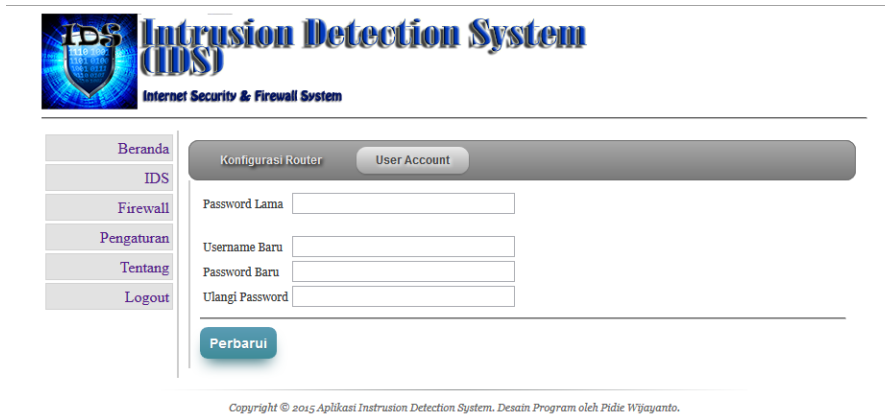 IDS
Intrusion Detection System
(IDS)
Internet Security & Firewall System
Beranda
IDS
Firewall
Pengaturan
Tentang
Logout
Konfigurasi Router
User Account
Password Lama
Username Baru
Password Baru
Ulangi Password
Perbarui
Copyright © 2015 Aplikasi Instrusion Detection System. Desain Program oleh Pidie Wijayanto.